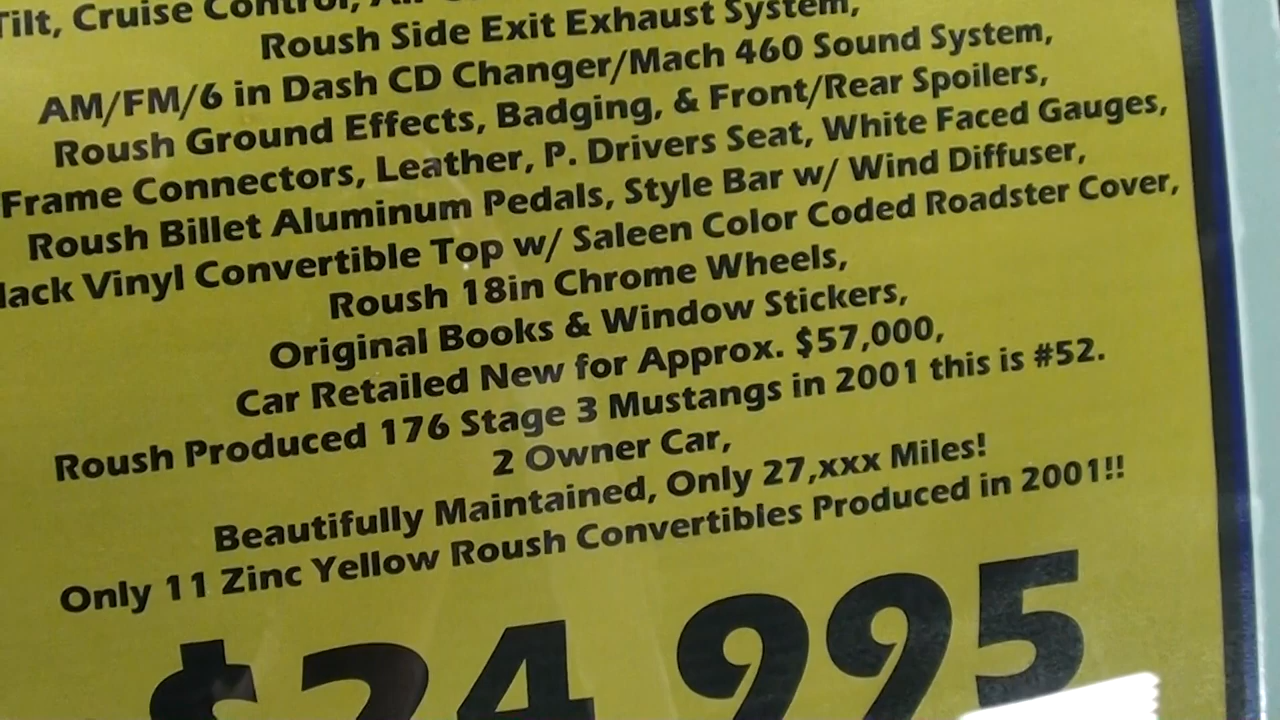 Tilt, Cruise Control,
Roush Side Exit Exhaust System,
AM/FM/6 in Dash CD Changer/Mach 460 Sound System,
Roush Ground Effects, Badging, & Front/Rear Spoilers,
Frame Connectors, Leather, P. Drivers Seat, White Faced Gauges,
Roush Billet Aluminum Pedals, Style Bar w/ Wind Diffuser,
lack Vinyl Convertible Top w/ Saleen Color Coded Roadster Cover,
Roush 18in Chrome Wheels,
Original Books & Window Stickers,
Car Retailed New for Approx. $57,000,
Roush Produced 176 Stage 3 Mustangs in 2001 this is #52.
2 Owner Car,
Beautifully Maintained, Only 27,xxx Miles!
Only 11 Zinc Yellow Roush Convertibles Produced in 2001!!
$24,995